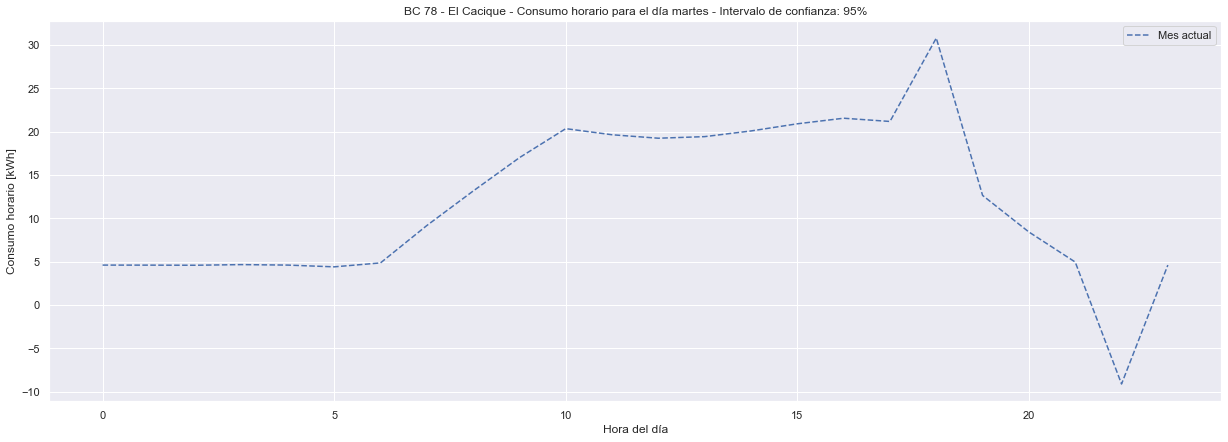 BC 78 - El Cacique - Consumo horario para el día martes - Intervalo de confianza: 95%
Mes actual
Consumo horario [kWh]
30
25
20
15
10
5
0
−5
−10
0 5 10 15 20
Hora del día